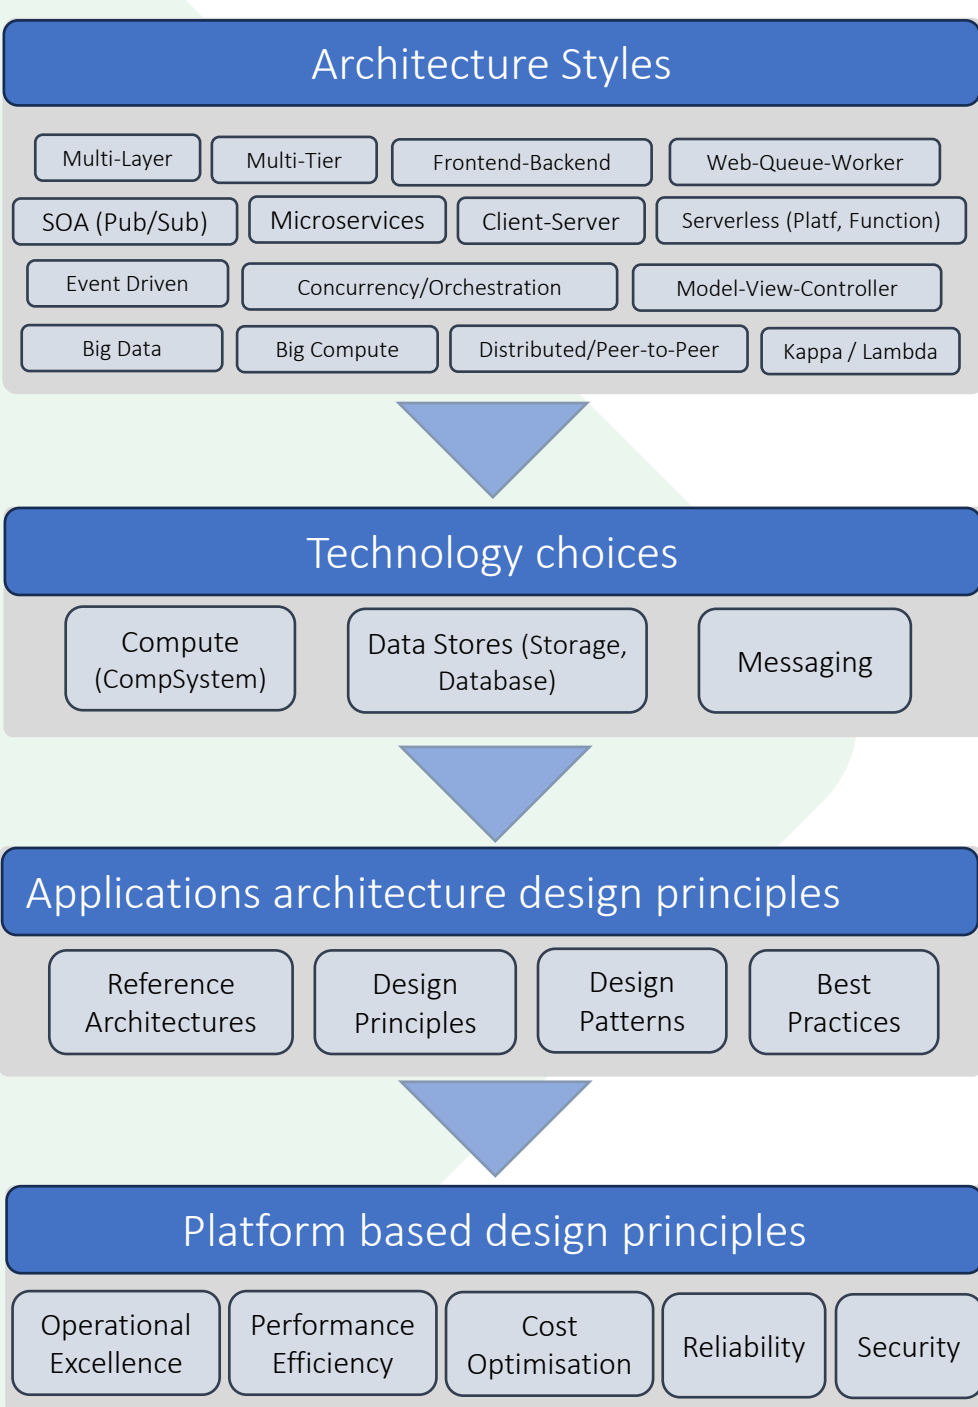 Architecture Styles
Multi-Layer
Multi-Tier
Frontend-Backend
Web-Queue-Worker
SOA (Pub/Sub)
Microservices
Client-Server
Serverless (Platf, Function)
Event Driven
Concurrency/Orchestration
Model-View-Controller
Big Data
Big Compute
Distributed/Peer-to-Peer
Kappa / Lambda
Technology choices
Compute
(CompSystem)
Data Stores (Storage,
Database)
Messaging
Applications architecture design principles
Reference
Architectures
Design
Principles
Design
Patterns
Best
Practices
Platform based design principles
Operational
Excellence
Performance
Efficiency
Cost
Optimisation
Reliability
Security